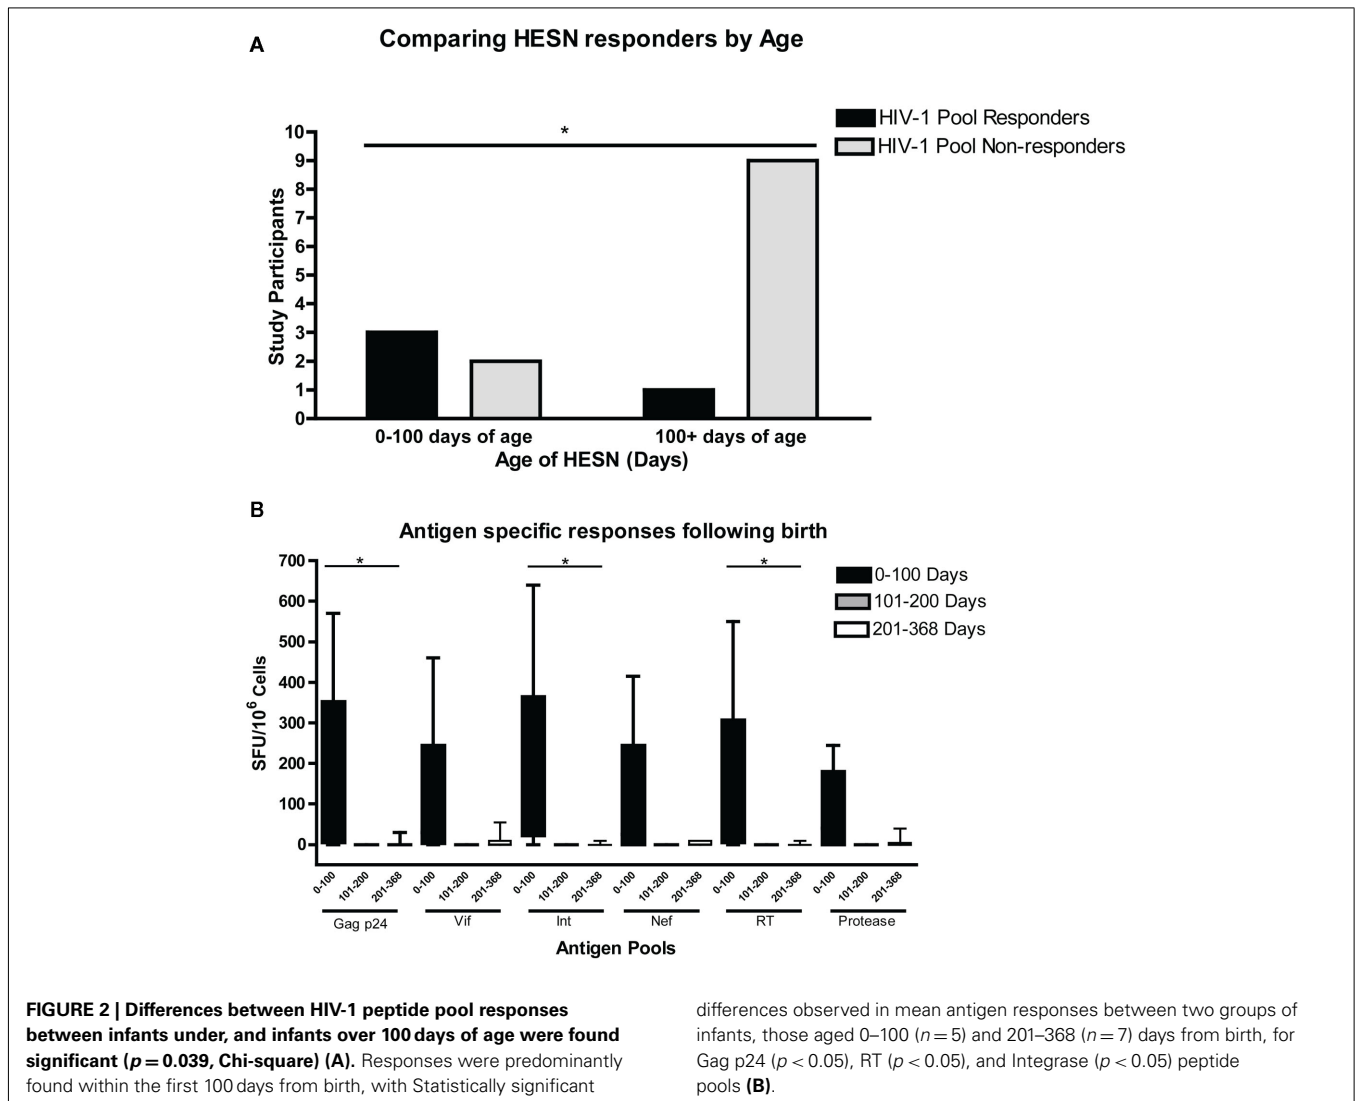 A
Comparing HESN responders by Age
HIV-1 Pool Responders
HIV-1 Pool Non-responders
*
10
9
8
7
6
5
4
3
2
1
0
Study Participants
0-100 days of age
100+ days of age
Age of HESN (Days)
B
Antigen specific responses following birth
0-100 Days
101-200 Days
201-368 Days
* * *
700
600
500
400
300
200
100
0
SFU/10⁶ Cells
0-100 101-200 201-368 0-100 101-200 201-368 0-100 101-200 201-368 0-100 101-200 201-368 0-100 101-200 201-368 0-100 101-200 201-368
Gag p24 Vif Int Nef RT Protease
Antigen Pools
FIGURE 2 | Differences between HIV-1 peptide pool responses
between infants under, and infants over 100 days of age were found
significant (p = 0.039, Chi-square) (A). Responses were predominantly
found within the first 100 days from birth, with Statistically significant
differences observed in mean antigen responses between two groups of
infants, those aged 0–100 (n = 5) and 201–368 (n = 7) days from birth, for
Gag p24 (p < 0.05), RT (p < 0.05), and Integrase (p < 0.05) peptide
pools (B).